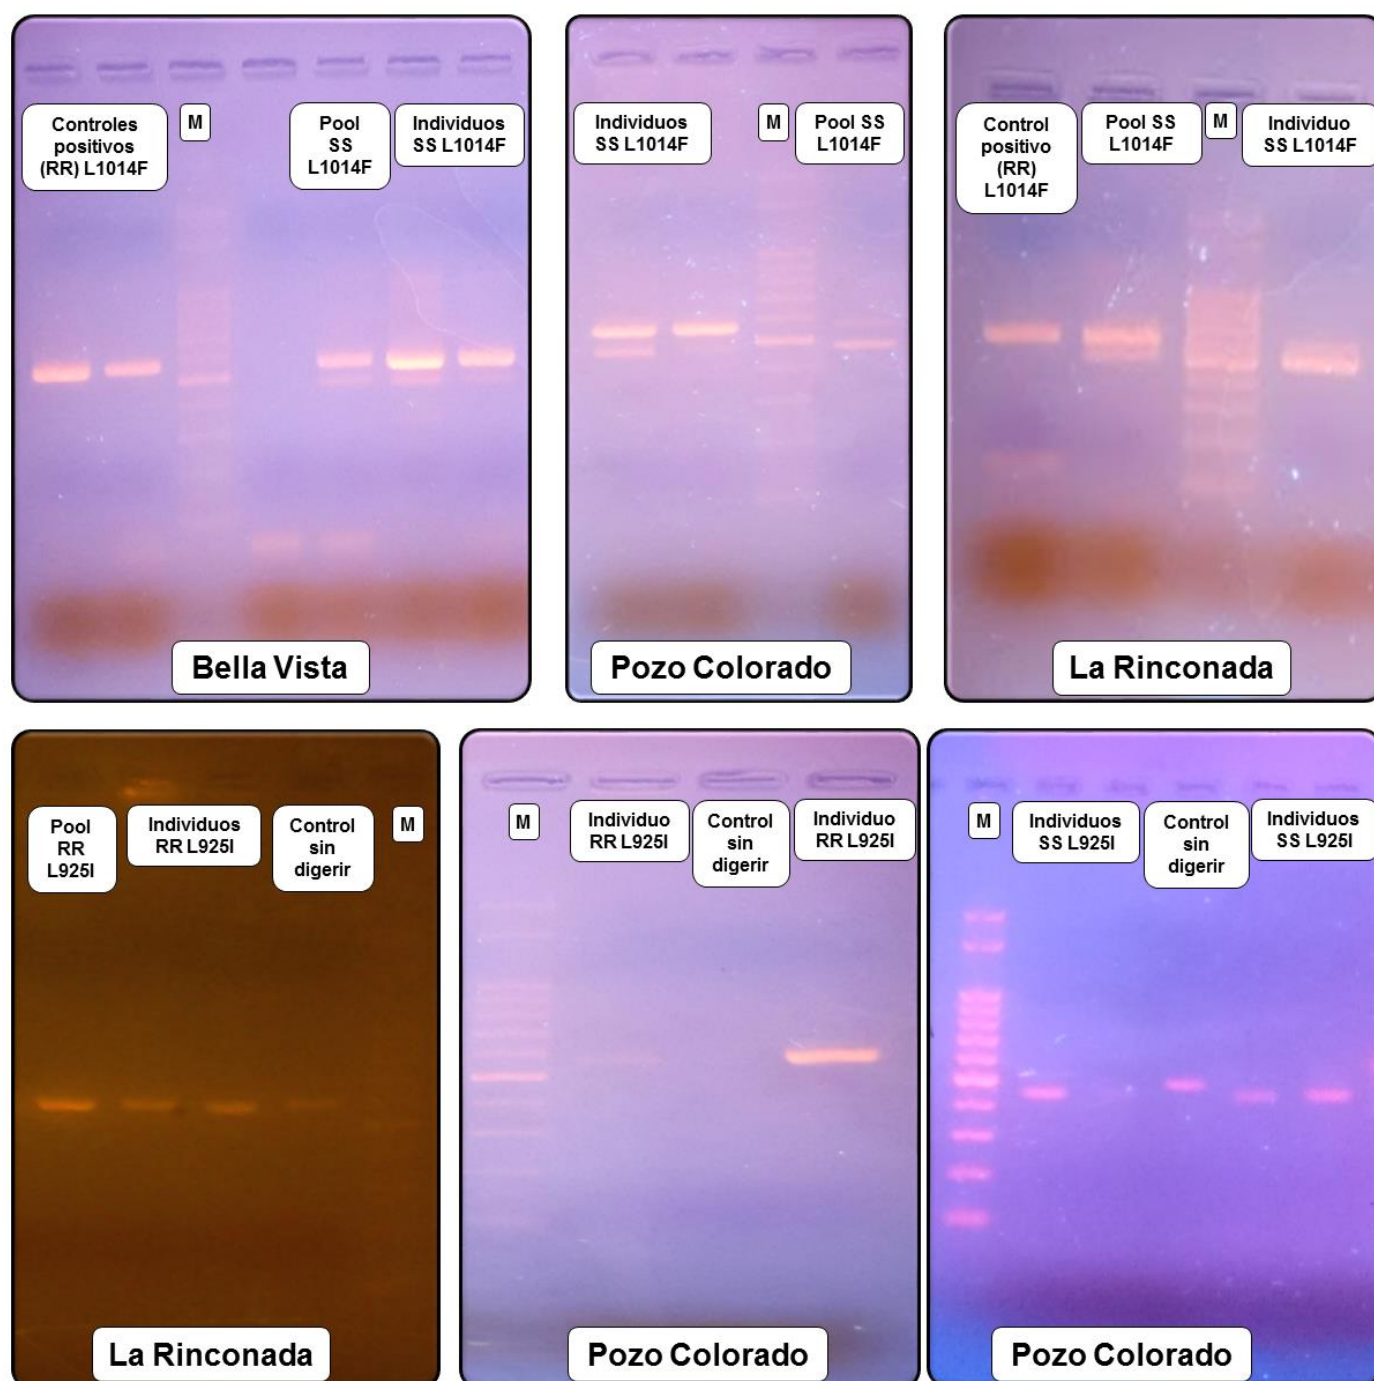 Controles
positivos
(RR) L1014F
M
Pool
SS
L1014F
Individuos
SS L1014F
Bella Vista
Individuos
SS L1014F
M
Pool SS
L1014F
Pozo Colorado
Control
positivo
(RR)
L1014F
Pool SS
L1014F
M
Individuo
SS L1014F
La Rinconada
Pool
RR
L925I
Individuos
RR L925I
Control
sin
digerir
M
La Rinconada
M
Individuo
RR L925I
Control
sin
digerir
Individuo
RR L925I
Pozo Colorado
M
Individuos
SS L925I
Control
sin
digerir
Individuos
SS L925I
Pozo Colorado